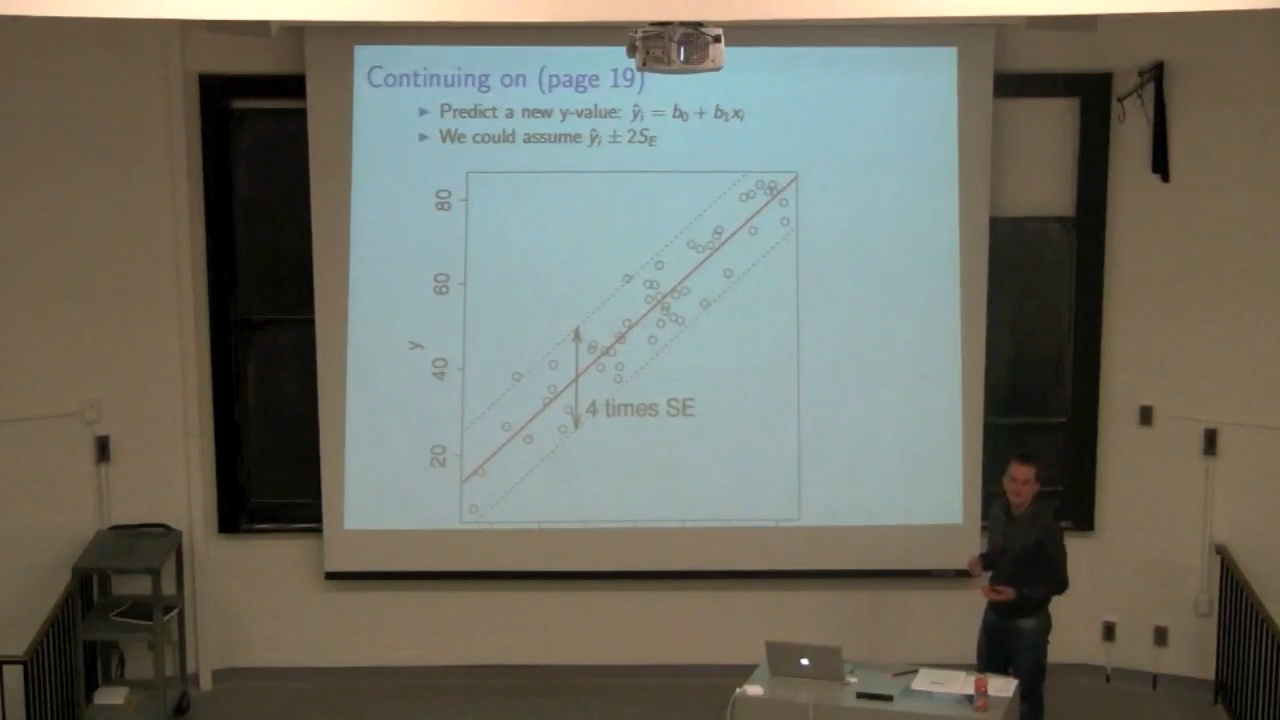 Continuing on (page 19)
► Predict a new y-value: ŷᵢ = b₀ + b₁xᵢ
► We could assume ŷᵢ ± 2S_E
80
60
y
40
4 times SE
20